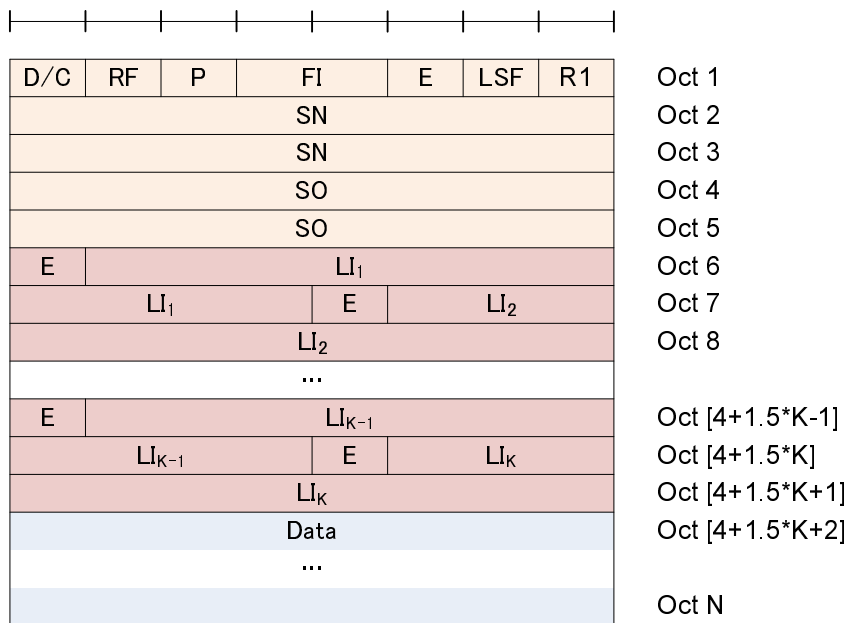 D/C RF P FI E LSF R1 Oct 1
SN Oct 2
SN Oct 3
SO Oct 4
SO Oct 5
E LI₁ Oct 6
LI₁ E LI₂ Oct 7
LI₂ Oct 8
...
E LIK-1 Oct [4+1.5*K-1]
LIK-1 E LIK Oct [4+1.5*K]
LIK Oct [4+1.5*K+1]
Data Oct [4+1.5*K+2]
...
Oct N